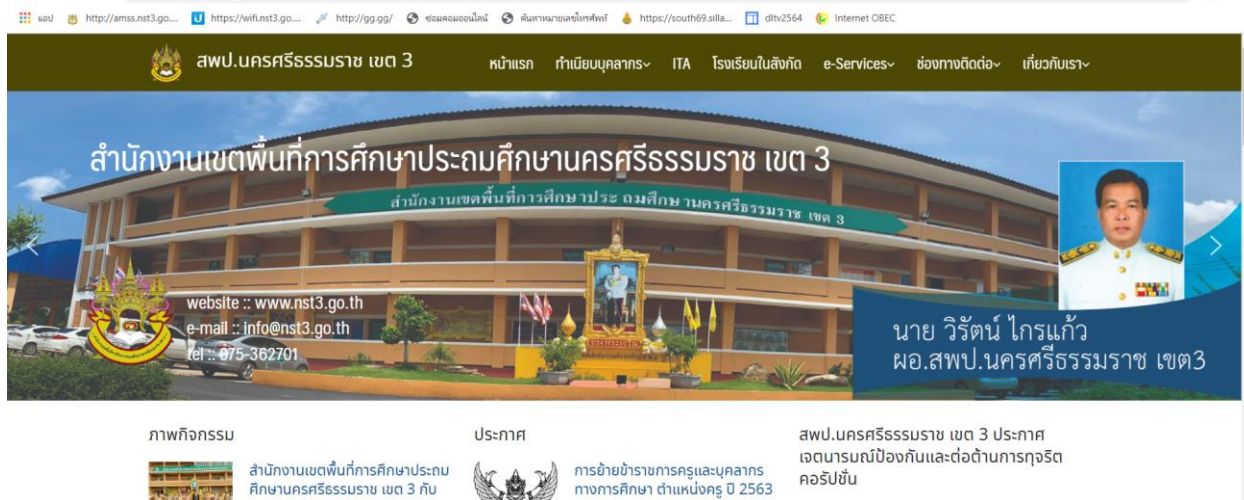 แอป http://amss.nst3.go.... https://wifi.nst3.go.... http://gg.gg/ ซ่อมคอมออนไลน์ ค้นหาหมายเลขโทรศัพท์ https://south69.silla... dltv2564 Internet OBEC
สพป.นครศรีธรรมราช เขต 3 หน้าแรก ทำเนียบบุคลากร ITA โรงเรียนในสังกัด e-Services ช่องทางติดต่อ เกี่ยวกับเรา
สำนักงานเขตพื้นที่การศึกษาประถมศึกษานครศรีธรรมราช เขต 3
สำนักงานเขตพื้นที่การศึกษาประถมศึกษานครศรีธรรมราช เขต 3
website :: www.nst3.go.th
e-mail :: info@nst3.go.th
tel :: 075-362701
นาย วิรัตน์ ไกรแก้ว
ผอ.สพป.นครศรีธรรมราช เขต3
ภาพกิจกรรม
สำนักงานเขตพื้นที่การศึกษาประถม
ศึกษานครศรีธรรมราช เขต 3 กับ
ประกาศ
การย้ายข้าราชการครูและบุคลากร
ทางการศึกษา ตำแหน่งครู ปี 2563
สพป.นครศรีธรรมราช เขต 3 ประกาศ
เจตนารมณ์ป้องกันและต่อต้านการทุจริต
คอรัปชั่น